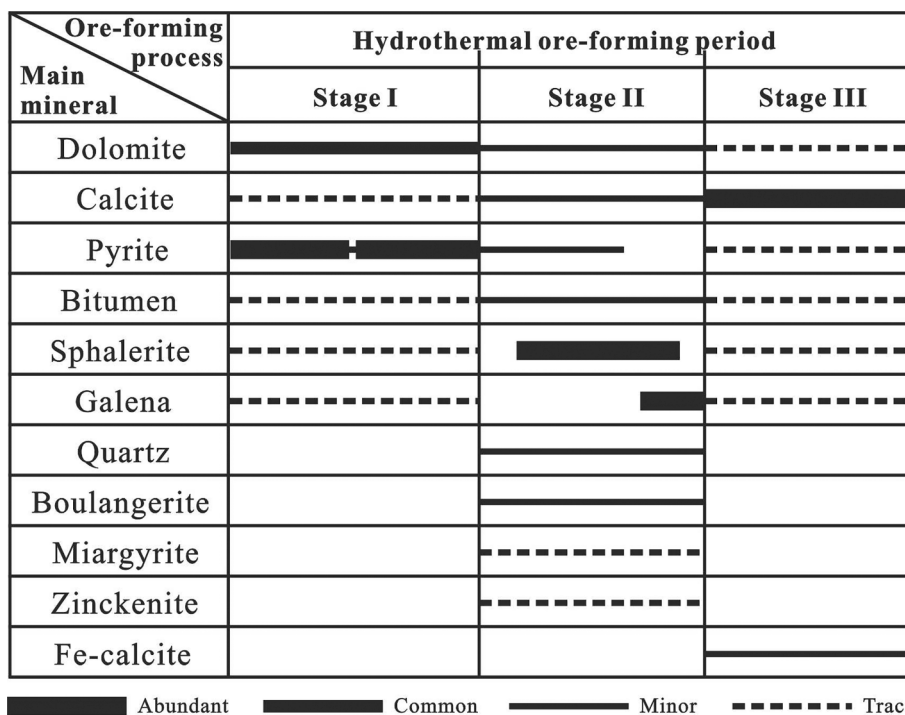 Ore-forming
process
Main
mineral
Hydrothermal ore-forming period
Stage I Stage II Stage III
Dolomite
Calcite
Pyrite
Bitumen
Sphalerite
Galena
Quartz
Boulangerite
Miargyrite
Zinckenite
Fe-calcite
Abundant Common Minor Trac